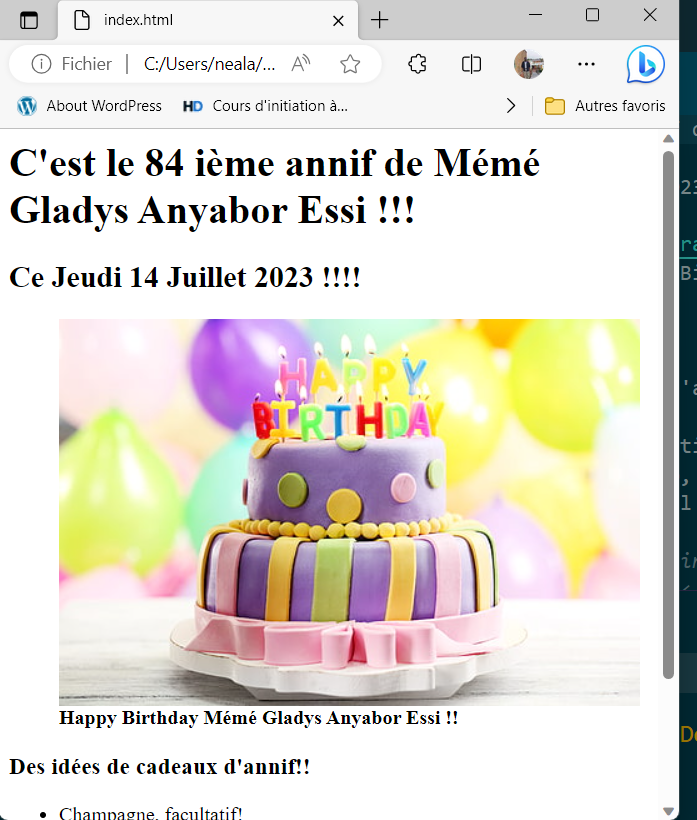 index.html
Fichier C:/Users/neala/...
About WordPress HD Cours d'initiation à... Autres favoris
C'est le 84 ième annif de Mémé
Gladys Anyabor Essi !!!
Ce Jeudi 14 Juillet 2023 !!!!
HAPPY
BIRTHDAY
Happy Birthday Mémé Gladys Anyabor Essi !!
Des idées de cadeaux d'annif!!
Champagne, facultatif!